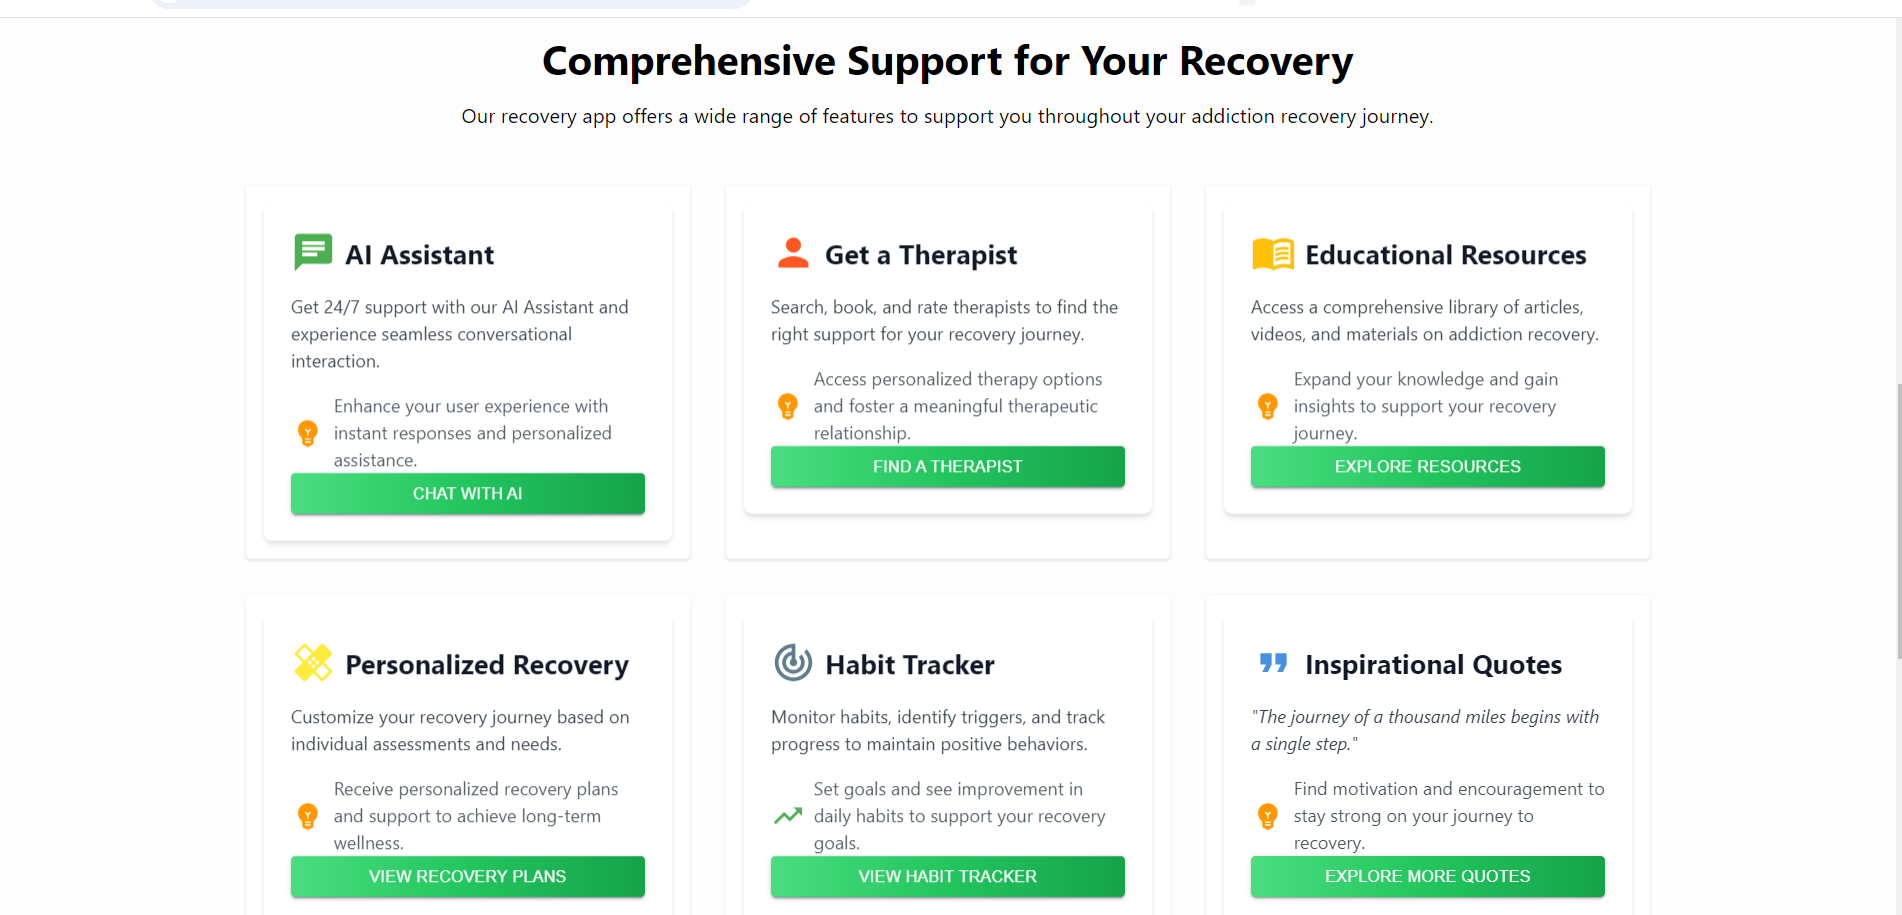 Comprehensive Support for Your Recovery
Our recovery app offers a wide range of features to support you throughout your addiction recovery journey.
AI Assistant
Get 24/7 support with our AI Assistant and
experience seamless conversational
interaction.
Enhance your user experience with
instant responses and personalized
assistance.
CHAT WITH AI
Get a Therapist
Search, book, and rate therapists to find the
right support for your recovery journey.
Access personalized therapy options
and foster a meaningful therapeutic
relationship.
FIND A THERAPIST
Educational Resources
Access a comprehensive library of articles,
videos, and materials on addiction recovery.
Expand your knowledge and gain
insights to support your recovery
journey.
EXPLORE RESOURCES
Personalized Recovery
Customize your recovery journey based on
individual assessments and needs.
Receive personalized recovery plans
and support to achieve long-term
wellness.
VIEW RECOVERY PLANS
Habit Tracker
Monitor habits, identify triggers, and track
progress to maintain positive behaviors.
Set goals and see improvement in
daily habits to support your recovery
goals.
VIEW HABIT TRACKER
Inspirational Quotes
"The journey of a thousand miles begins with
a single step."
Find motivation and encouragement to
stay strong on your journey to
recovery.
EXPLORE MORE QUOTES